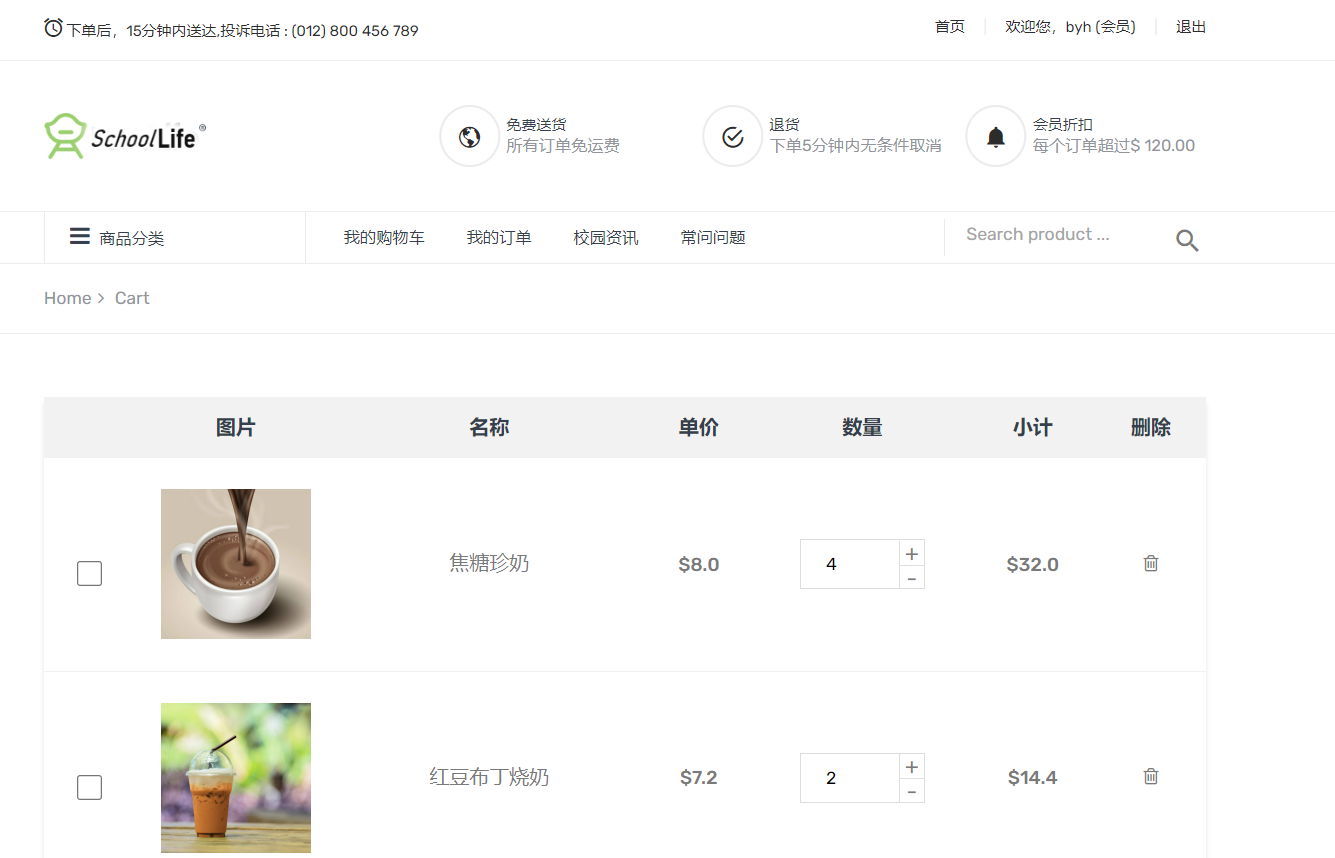 下单后，15分钟内送达,投诉电话 : (012) 800 456 789
首页
欢迎您，byh (会员)
退出
SchoolLife®
免费送货
所有订单免运费
退货
下单5分钟内无条件取消
会员折扣
每个订单超过$ 120.00
商品分类
我的购物车
我的订单
校园资讯
常问问题
Search product ...
Home > Cart
图片 名称 单价 数量 小计 删除
焦糖珍奶 $8.0 4 + - $32.0
红豆布丁烧奶 $7.2 2 + - $14.4